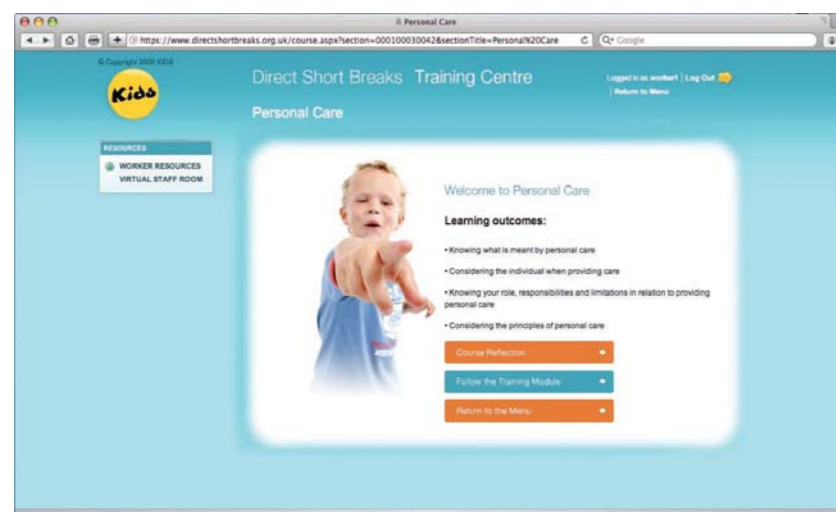 Personal Care
https://www.directshortbreaks.org.uk/course.aspx?section=000100030042&sectionTitle=Personal%20Care
Google
© Copyright 2009 KIDS
Kids
Direct Short Breaks Training Centre
Logged in as worker1 | Log Out
| Return to Menu
Personal Care
RESOURCES
WORKER RESOURCES
VIRTUAL STAFF ROOM
Welcome to Personal Care
Learning outcomes:
• Knowing what is meant by personal care
• Considering the individual when providing care
• Knowing your role, responsibilities and limitations in relation to providing
personal care
• Considering the principles of personal care
Course Reflection
Follow the Training Module
Return to the Menu